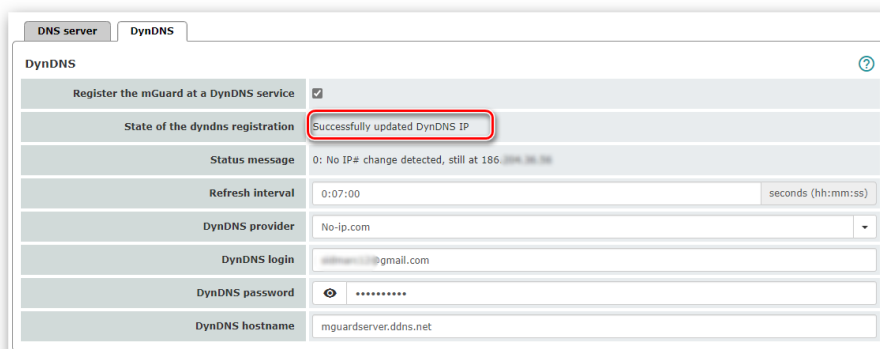 DNS server
DynDNS
DynDNS
Register the mGuard at a DynDNS service
State of the dyndns registration Successfully updated DynDNS IP
Status message 0: No IP# change detected, still at 186.
Refresh interval 0:07:00 seconds (hh:mm:ss)
DynDNS provider No-ip.com
DynDNS login @gmail.com
DynDNS password ••••••••••
DynDNS hostname mguardserver.ddns.net